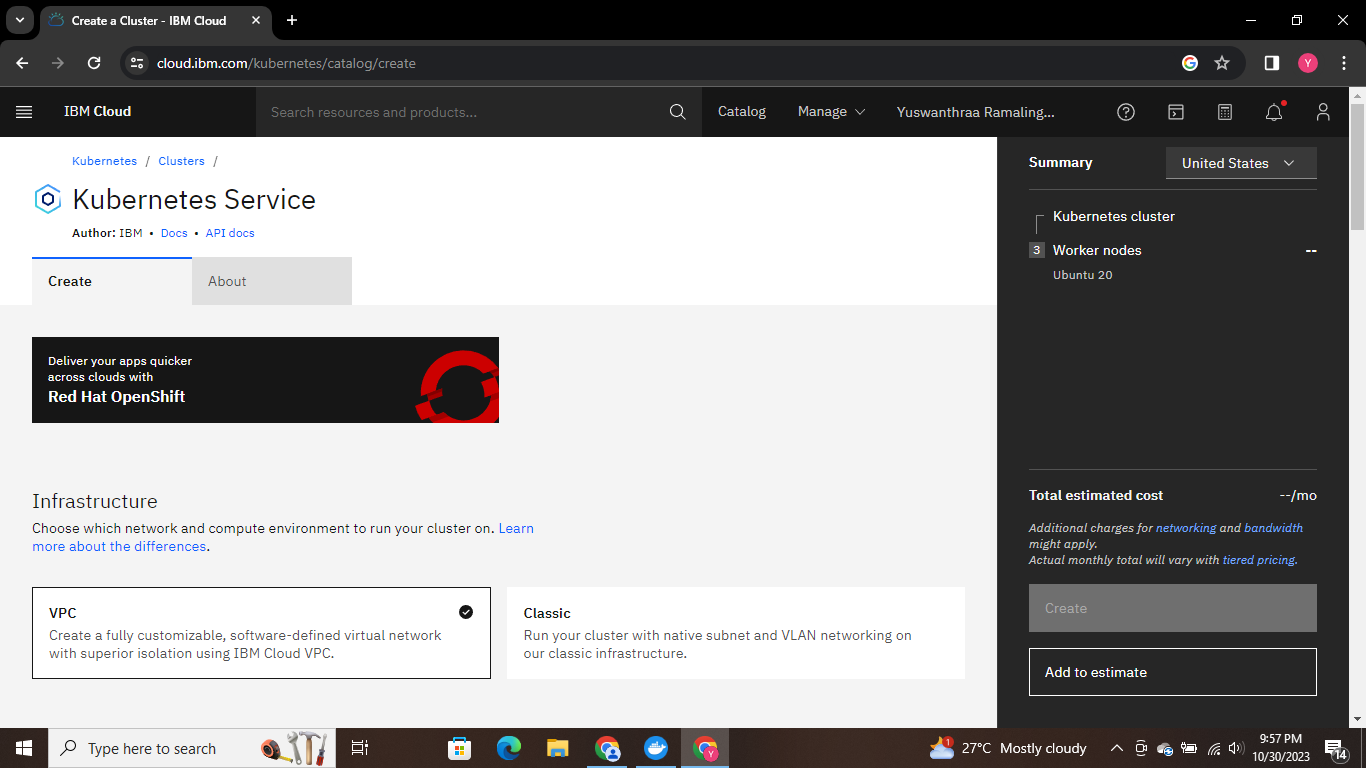 Create a Cluster - IBM Cloud
cloud.ibm.com/kubernetes/catalog/create
Y
IBM Cloud
Search resources and products...
Catalog
Manage
Yuswanthraa Ramaling...
Kubernetes / Clusters /
Kubernetes Service
Author: IBM • Docs • API docs
Create
About
Deliver your apps quicker
across clouds with
Red Hat OpenShift
Infrastructure
Choose which network and compute environment to run your cluster on. Learn
more about the differences.
VPC
Create a fully customizable, software-defined virtual network
with superior isolation using IBM Cloud VPC.
Classic
Run your cluster with native subnet and VLAN networking on
our classic infrastructure.
Summary
United States
Kubernetes cluster
3 Worker nodes --
Ubuntu 20
Total estimated cost --/mo
Additional charges for networking and bandwidth
might apply.
Actual monthly total will vary with tiered pricing.
Create
Add to estimate
Type here to search
Y
1
27°C Mostly cloudy
9:57 PM
10/30/2023
14